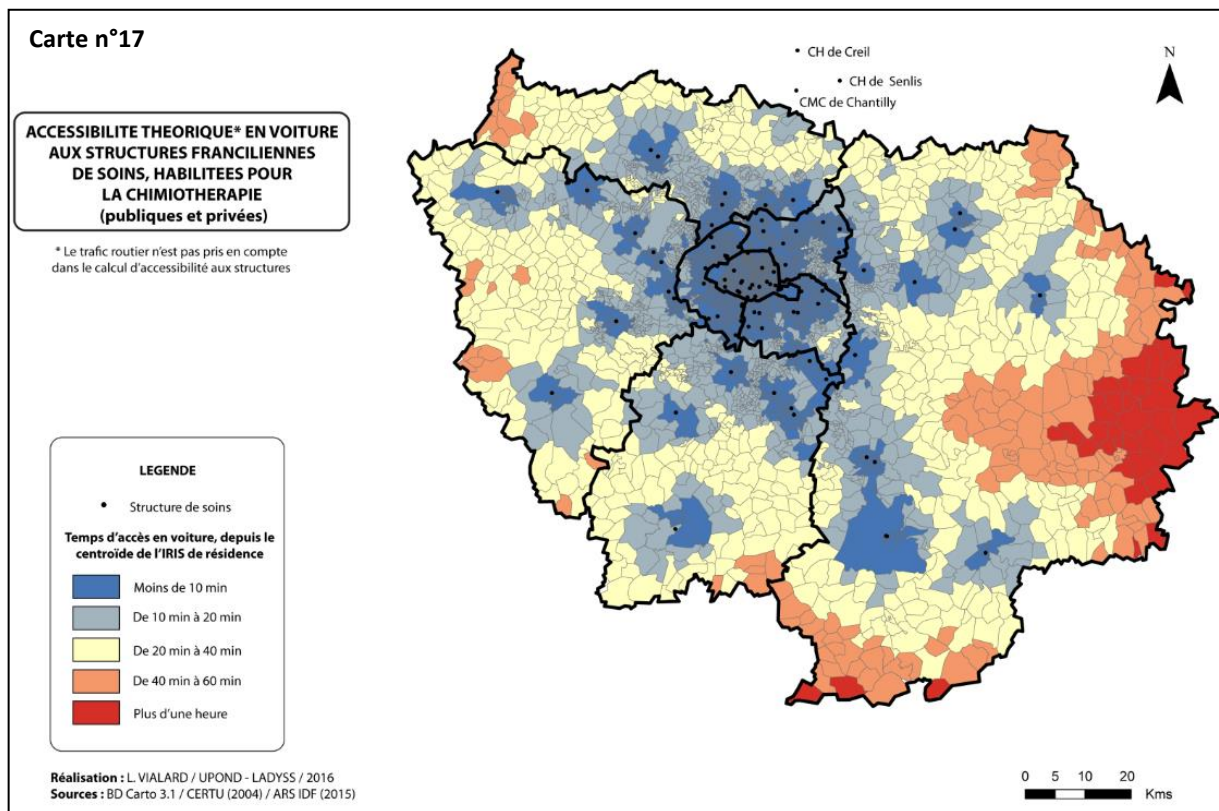 Carte n°17
CH de Creil
CH de Senlis
CMC de Chantilly
N
ACCESSIBILITE THEORIQUE* EN VOITURE
AUX STRUCTURES FRANCILIENNES
DE SOINS, HABILITEES POUR
LA CHIMIOTHERAPIE
(publiques et privées)
* Le trafic routier n'est pas pris en compte
dans le calcul d'accessibilité aux structures
LEGENDE
Structure de soins
Temps d'accès en voiture, depuis le
centroïde de l'IRIS de résidence
Moins de 10 min
De 10 min à 20 min
De 20 min à 40 min
De 40 min à 60 min
Plus d'une heure
Réalisation : L. VIALARD / UPOND - LADYSS / 2016
Sources : BD Carto 3.1 / CERTU (2004) / ARS IDF (2015)
0 5 10 20
Kms